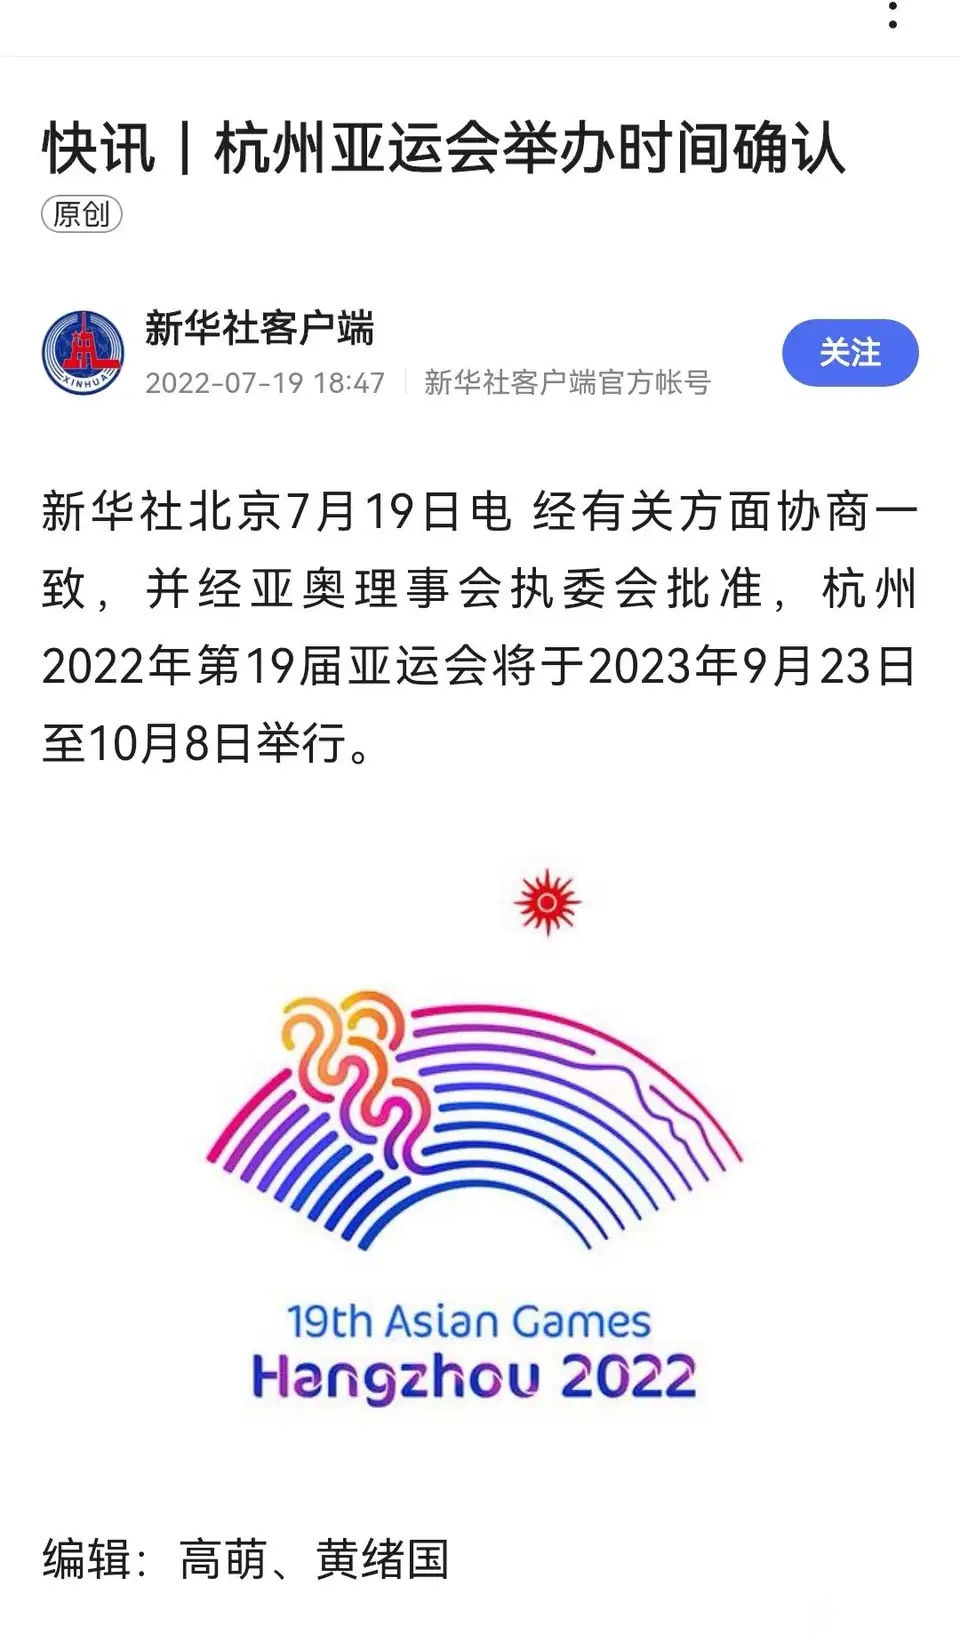 快讯 | 杭州亚运会举办时间确认
原创
新华社客户端
2022-07-19 18:47 | 新华社客户端官方帐号
关注
XINHUA
新华社北京7月19日电 经有关方面协商一
致，并经亚奥理事会执委会批准，杭州
2022年第19届亚运会将于2023年9月23日
至10月8日举行。
19th Asian Games
Hangzhou 2022
编辑：高萌、黄绪国